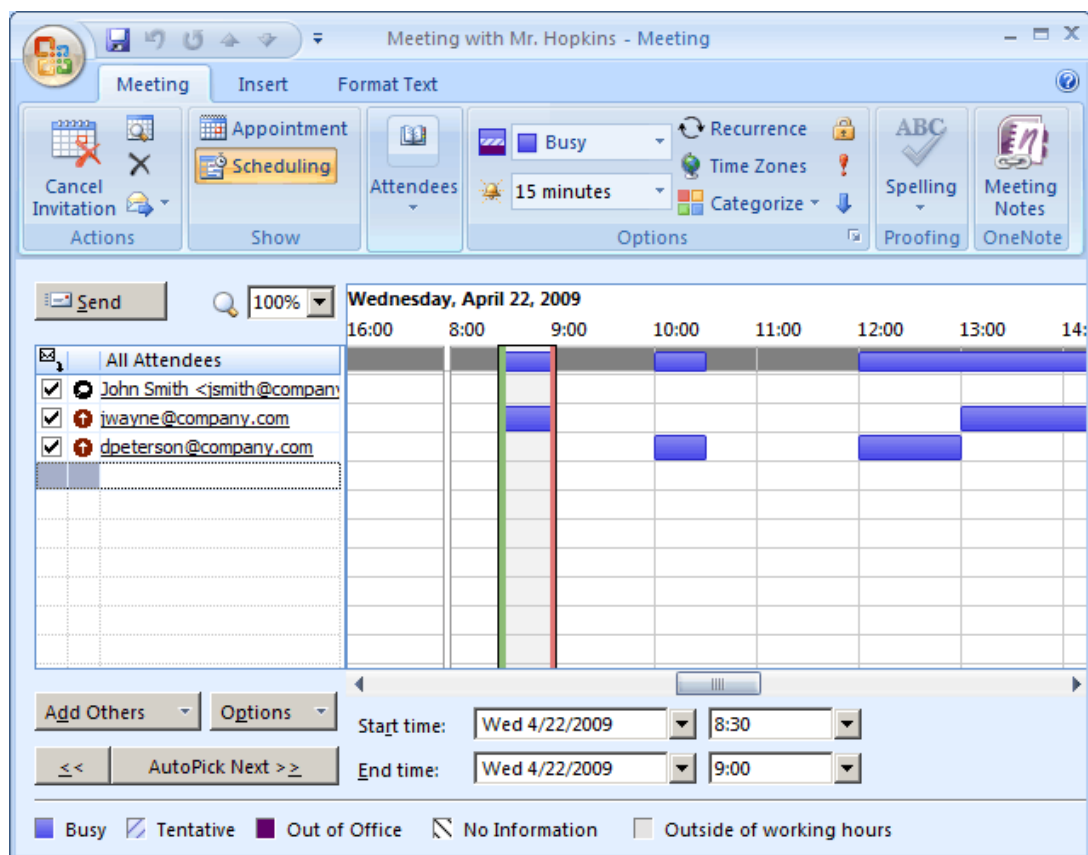 Meeting with Mr. Hopkins - Meeting
Meeting Insert Format Text
Cancel Invitation
Actions
Appointment
Scheduling
Show
Attendees
Busy
15 minutes
Recurrence
Time Zones
Categorize
Options
ABC
Spelling
Proofing
Meeting Notes
OneNote
Send
100%
Wednesday, April 22, 2009
16:00 8:00 9:00 10:00 11:00 12:00 13:00 14:
All Attendees
John Smith <jsmith@company
jwayne@company.com
dpeterson@company.com
Add Others Options
<< AutoPick Next >>
Start time: Wed 4/22/2009 8:30
End time: Wed 4/22/2009 9:00
Busy Tentative Out of Office No Information Outside of working hours